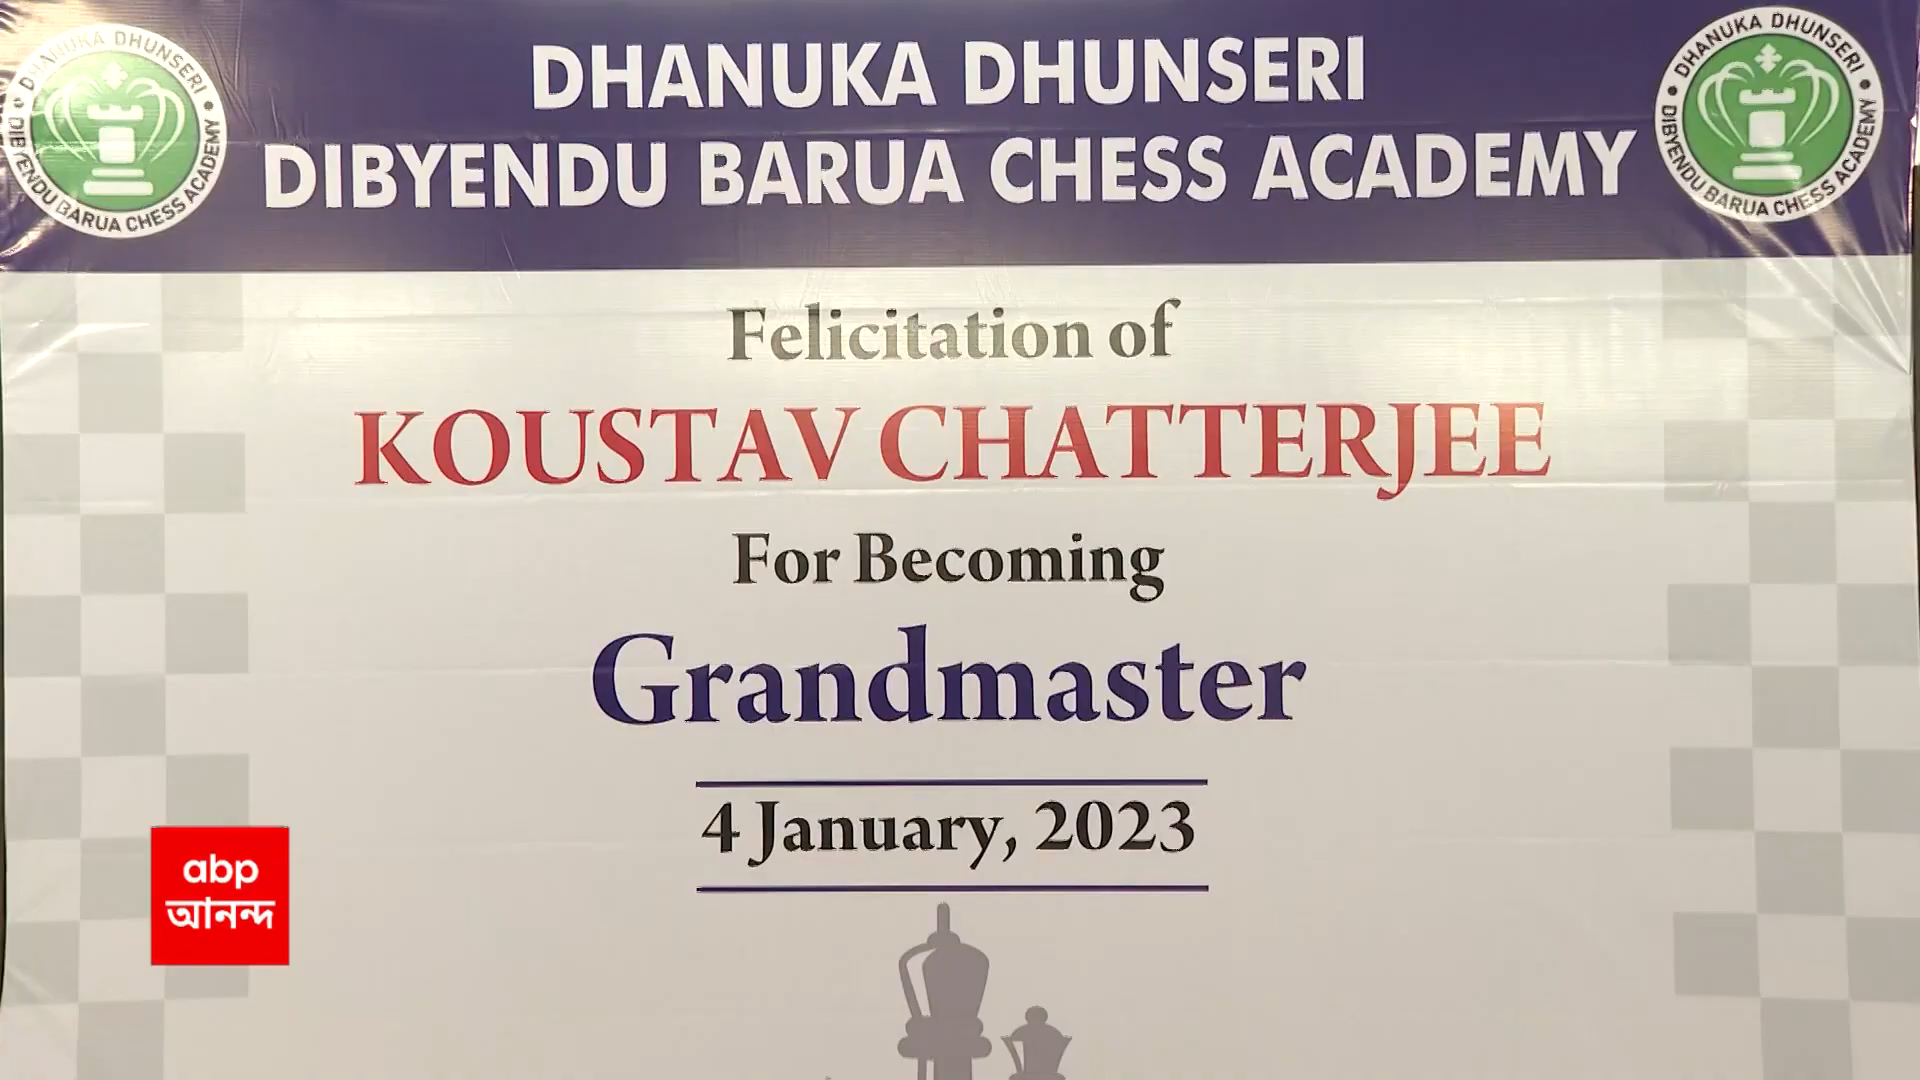 DHANUKA DHUNSERI
DIBYENDU BARUA CHESS ACADEMY
DHANUKA DHUNSERI
DIBYENDU BARUA CHESS ACADEMY
DHANUKA DHUNSERI
DIBYENDU BARUA CHESS ACADEMY
Felicitation of
KOUSTAV CHATTERJEE
For Becoming
Grandmaster
4 January, 2023
abp
আনন্দ